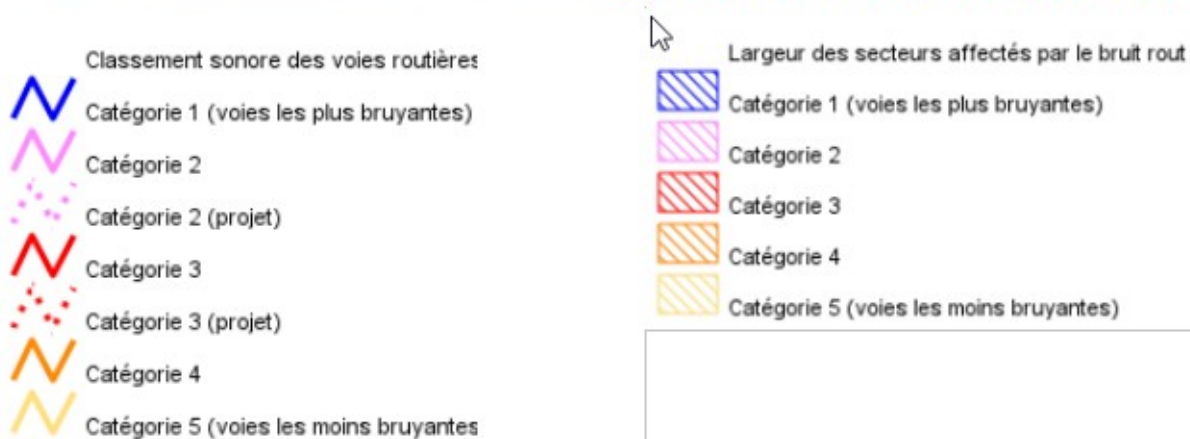 Classement sonore des voies routières
Catégorie 1 (voies les plus bruyantes)
Catégorie 2
Catégorie 2 (projet)
Catégorie 3
Catégorie 3 (projet)
Catégorie 4
Catégorie 5 (voies les moins bruyantes
Largeur des secteurs affectés par le bruit rout
Catégorie 1 (voies les plus bruyantes)
Catégorie 2
Catégorie 3
Catégorie 4
Catégorie 5 (voies les moins bruyantes)